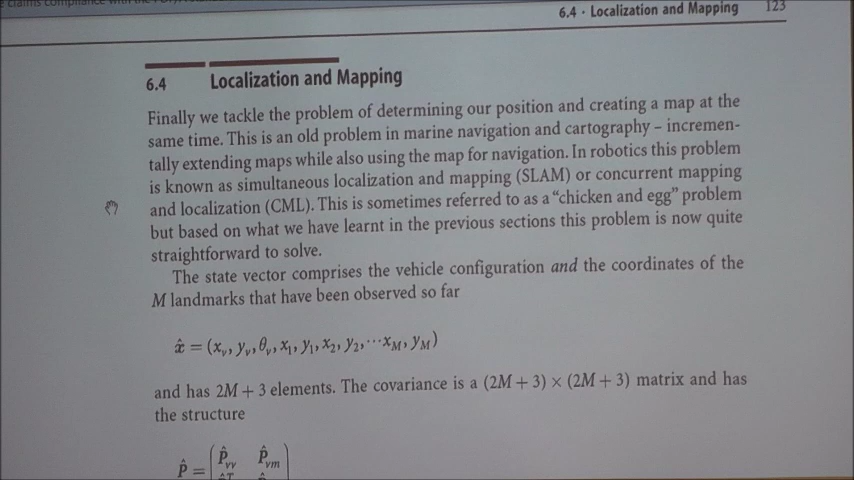 6.4 · Localization and Mapping 123
6.4 Localization and Mapping
Finally we tackle the problem of determining our position and creating a map at the
same time. This is an old problem in marine navigation and cartography – incremen-
tally extending maps while also using the map for navigation. In robotics this problem
is known as simultaneous localization and mapping (SLAM) or concurrent mapping
and localization (CML). This is sometimes referred to as a “chicken and egg” problem
but based on what we have learnt in the previous sections this problem is now quite
straightforward to solve.
The state vector comprises the vehicle configuration and the coordinates of the
M landmarks that have been observed so far
x̂ = (xᵥ, yᵥ, θᵥ, x₁, y₁, x₂, y₂, ⋯ x_M, y_M)
and has 2M + 3 elements. The covariance is a (2M + 3) × (2M + 3) matrix and has
the structure
P̂ = ( P̂_vv P̂_vm )